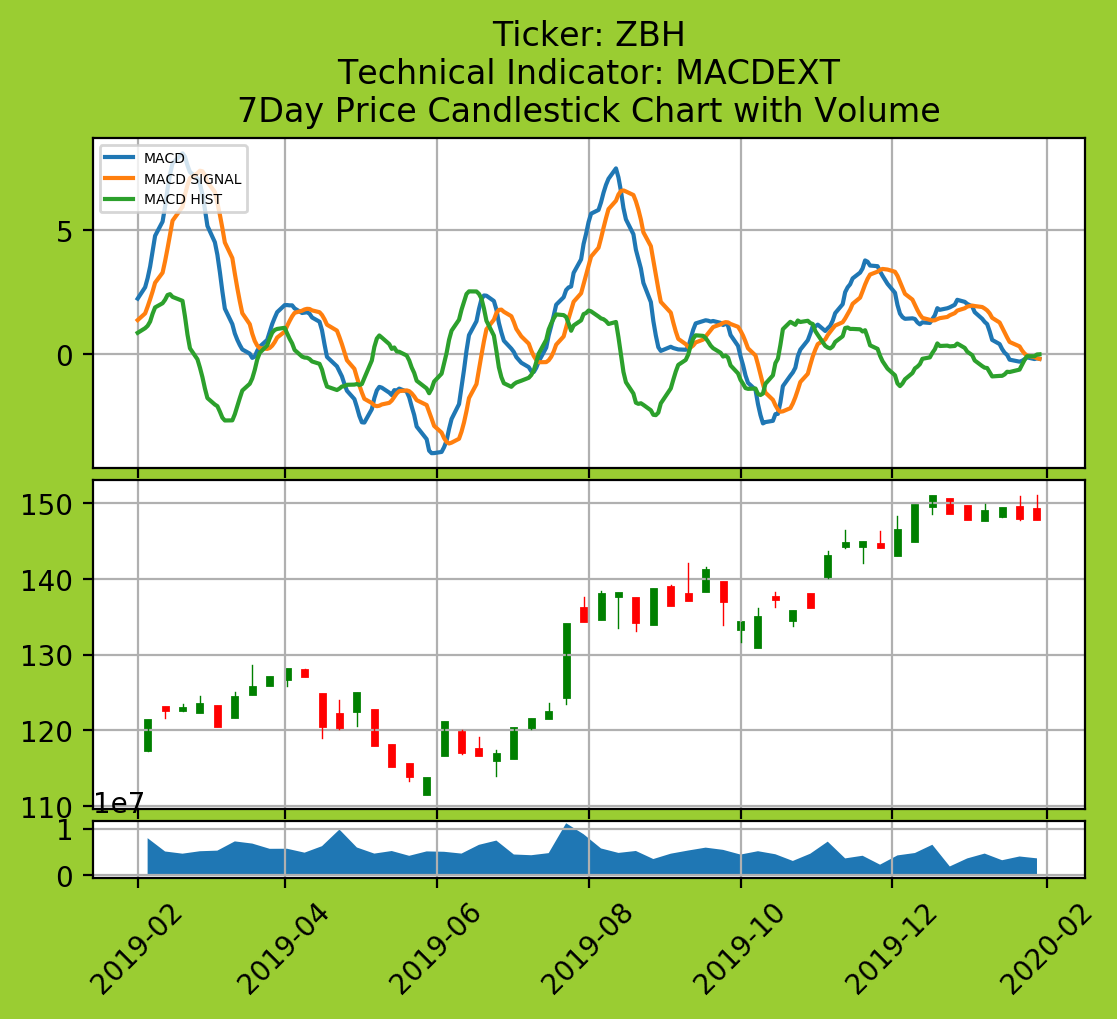 Ticker: ZBH
Technical Indicator: MACDEXT
7Day Price Candlestick Chart with Volume
MACD
MACD SIGNAL
MACD HIST
5
0
150
140
130
120
110
1e7
1
0
2019-02
2019-04
2019-06
2019-08
2019-10
2019-12
2020-02